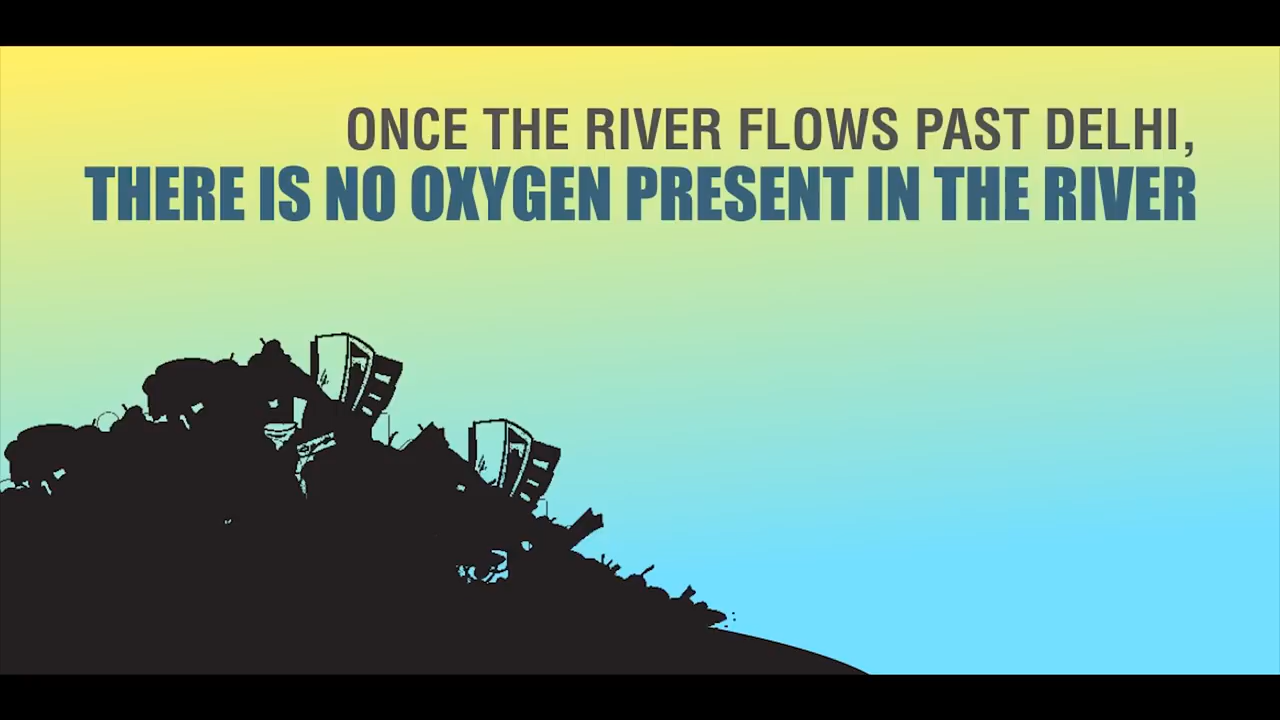 ONCE THE RIVER FLOWS PAST DELHI,
THERE IS NO OXYGEN PRESENT IN THE RIVER